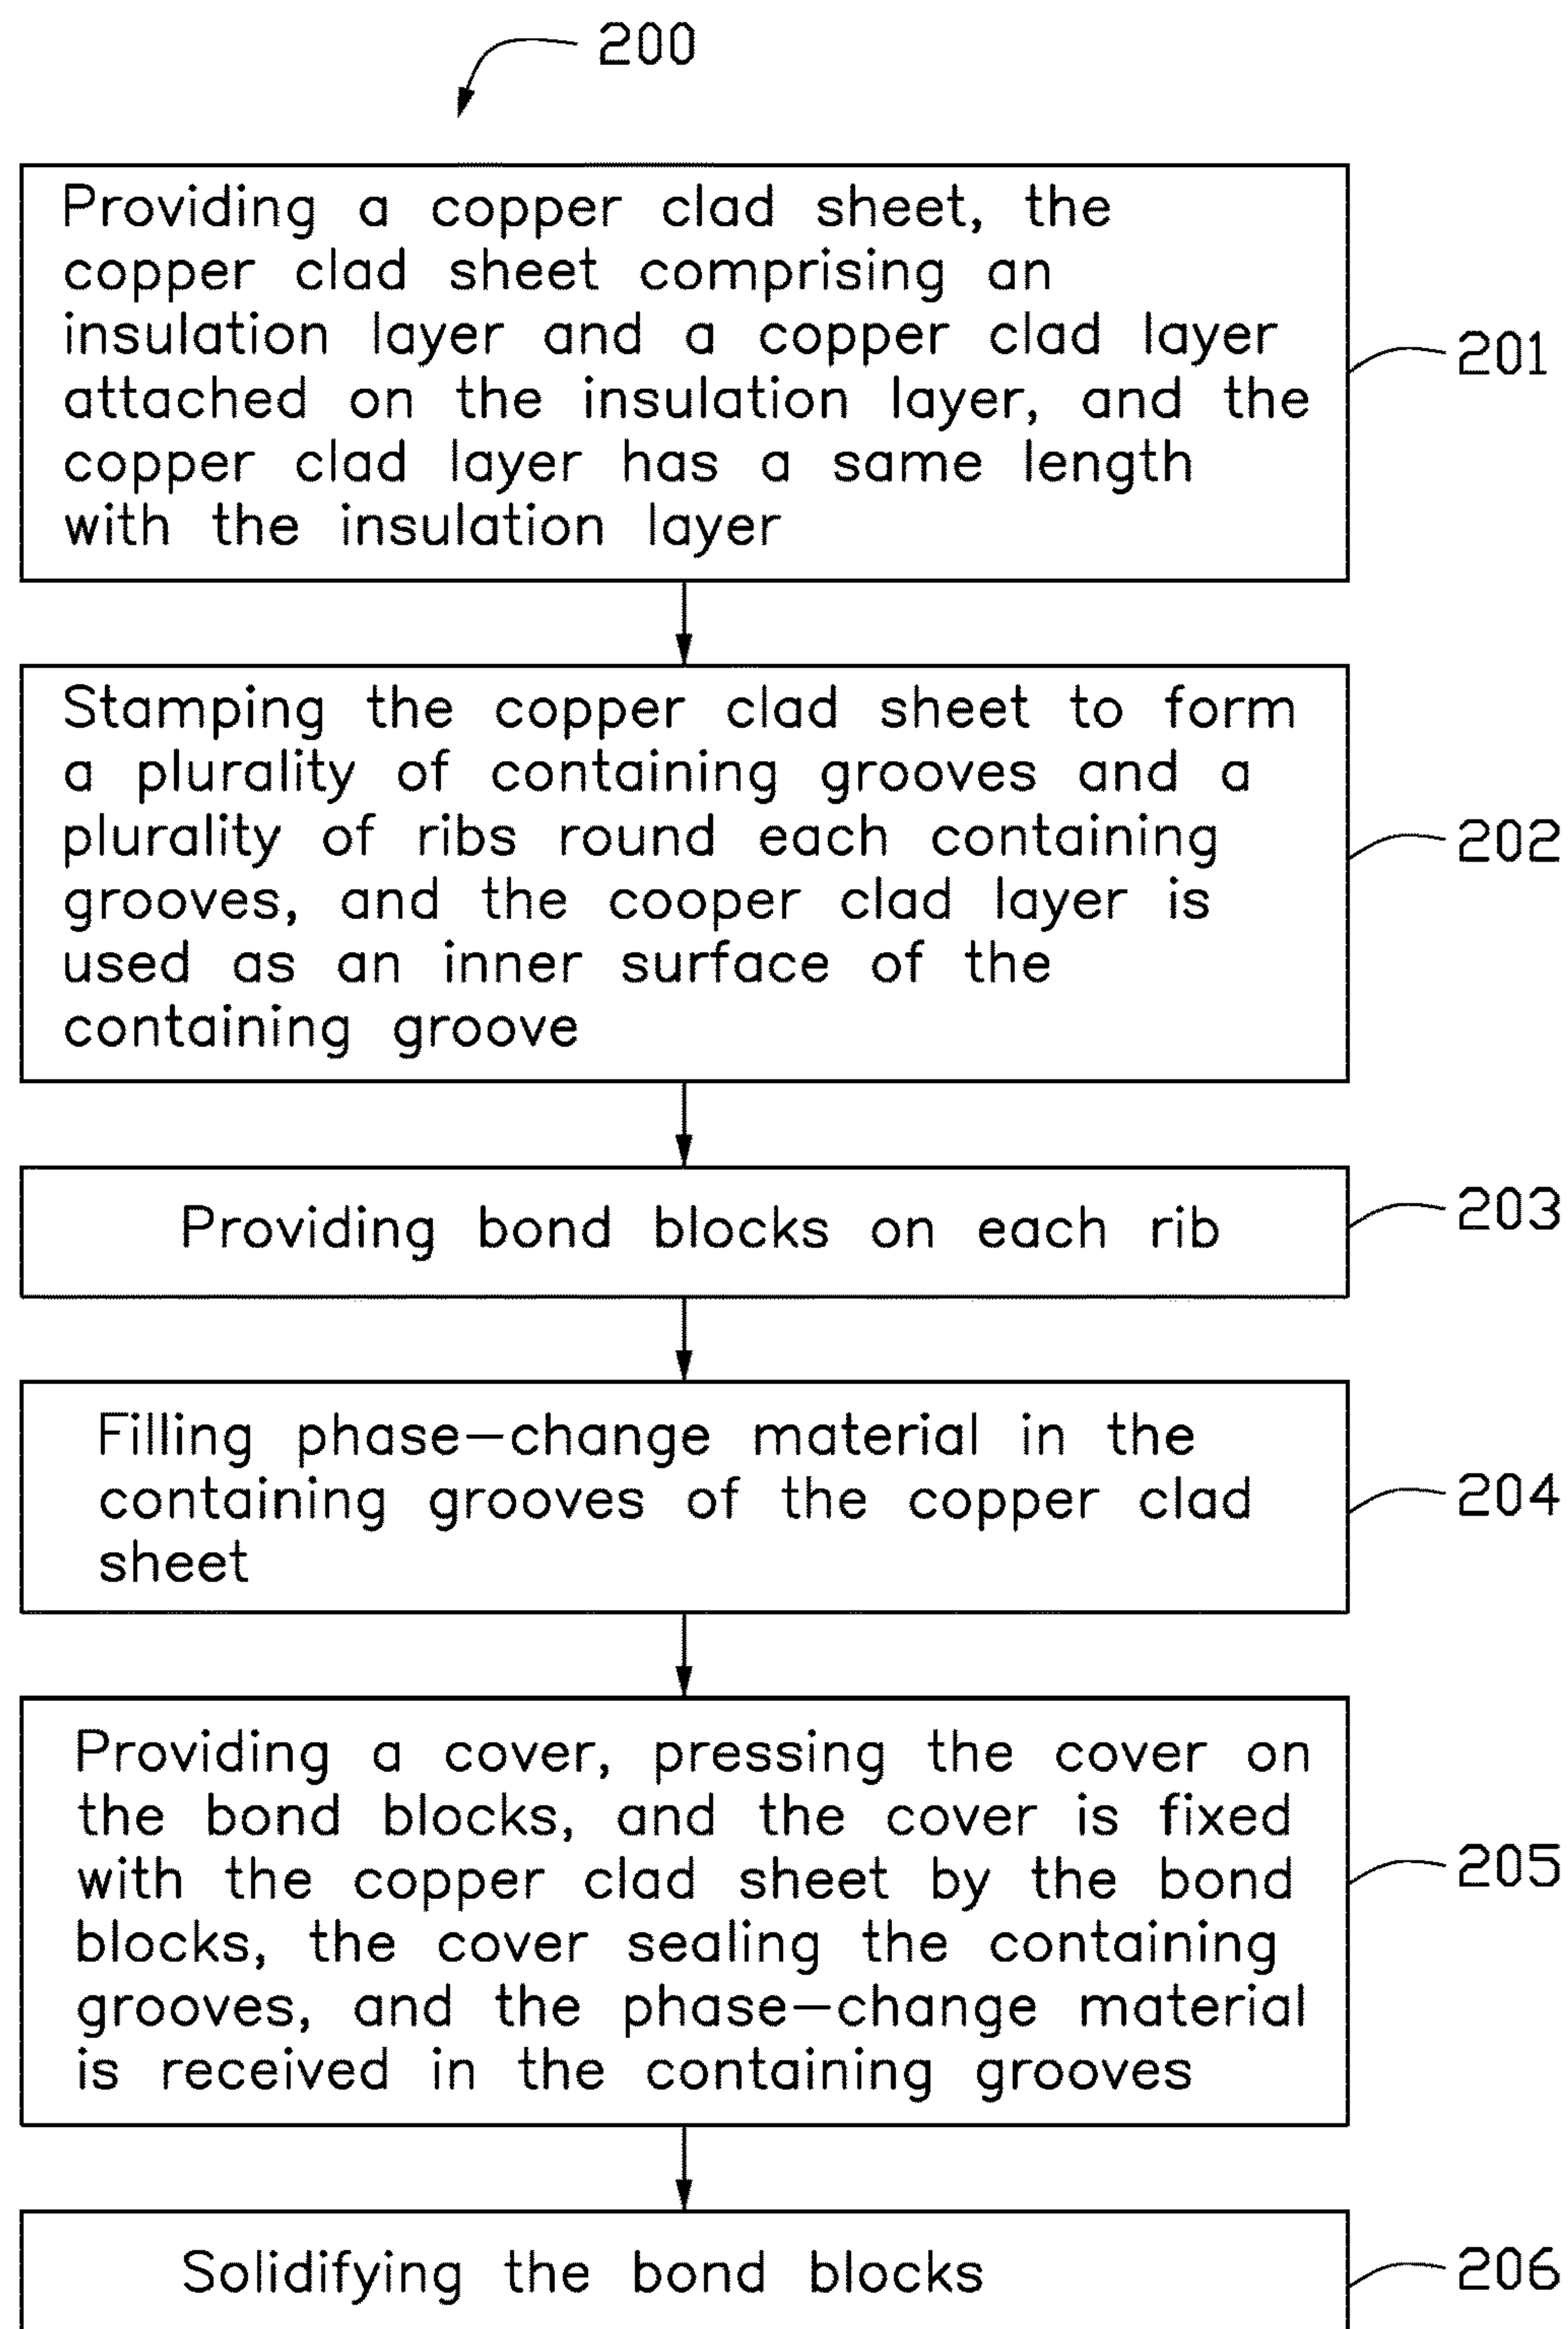 200
Providing a copper clad sheet, the
copper clad sheet comprising an
insulation layer and a copper clad layer
attached on the insulation layer, and the
copper clad layer has a same length
with the insulation layer
201
Stamping the copper clad sheet to form
a plurality of containing grooves and a
plurality of ribs round each containing
grooves, and the cooper clad layer is
used as an inner surface of the
containing groove
202
Providing bond blocks on each rib
203
Filling phase-change material in the
containing grooves of the copper clad
sheet
204
Providing a cover, pressing the cover on
the bond blocks, and the cover is fixed
with the copper clad sheet by the bond
blocks, the cover sealing the containing
grooves, and the phase-change material
is received in the containing grooves
205
Solidifying the bond blocks
206